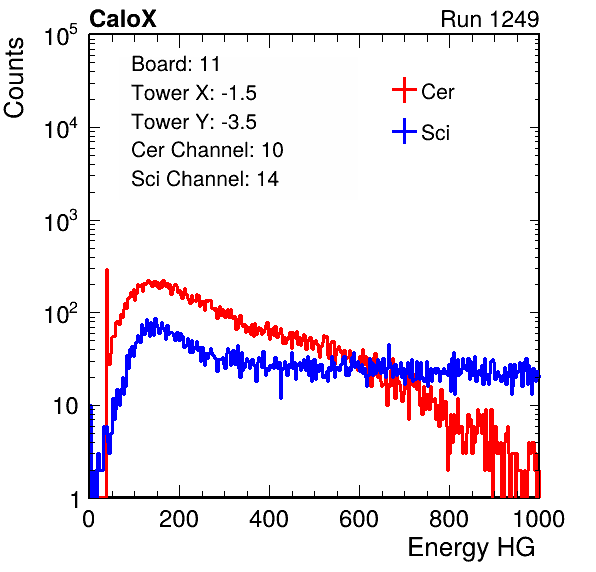 CaloX Run 1249
Counts
10^5
10^4
10^3
10^2
10
1
Board: 11
Tower X: -1.5
Tower Y: -3.5
Cer Channel: 10
Sci Channel: 14
Cer
Sci
0 200 400 600 800 1000
Energy HG